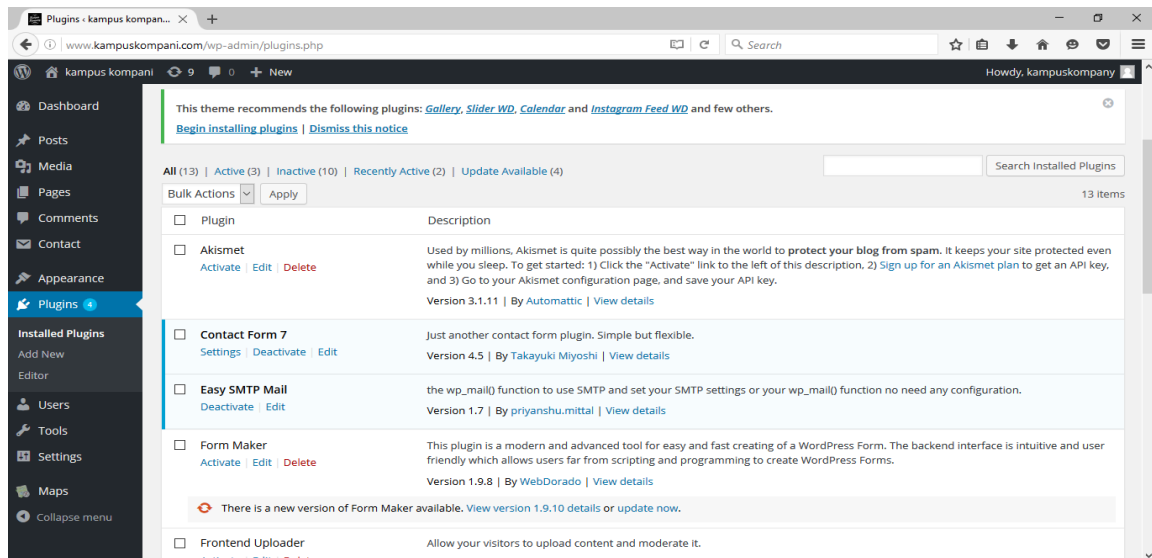 Plugins ‹ kampus kompan...
www.kampuskompani.com/wp-admin/plugins.php
Search
kampus kompani 9 0 New
Howdy, kampuskompany
Dashboard
Posts
Media
Pages
Comments
Contact
Appearance
Plugins 4
Installed Plugins
Add New
Editor
Users
Tools
Settings
Maps
Collapse menu
This theme recommends the following plugins: Gallery, Slider WD, Calendar and Instagram Feed WD and few others.
Begin installing plugins | Dismiss this notice
All (13) | Active (3) | Inactive (10) | Recently Active (2) | Update Available (4)
Search Installed Plugins
Bulk Actions Apply
13 items
Plugin Description
Akismet
Activate | Edit | Delete
Used by millions, Akismet is quite possibly the best way in the world to protect your blog from spam. It keeps your site protected even
while you sleep. To get started: 1) Click the "Activate" link to the left of this description, 2) Sign up for an Akismet plan to get an API key,
and 3) Go to your Akismet configuration page, and save your API key.
Version 3.1.11 | By Automattic | View details
Contact Form 7
Settings | Deactivate | Edit
Just another contact form plugin. Simple but flexible.
Version 4.5 | By Takayuki Miyoshi | View details
Easy SMTP Mail
Deactivate | Edit
the wp_mail() function to use SMTP and set your SMTP settings or your wp_mail() function no need any configuration.
Version 1.7 | By priyanshu.mittal | View details
Form Maker
Activate | Edit | Delete
This plugin is a modern and advanced tool for easy and fast creating of a WordPress Form. The backend interface is intuitive and user
friendly which allows users far from scripting and programming to create WordPress Forms.
Version 1.9.8 | By WebDorado | View details
There is a new version of Form Maker available. View version 1.9.10 details or update now.
Frontend Uploader
Allow your visitors to upload content and moderate it.